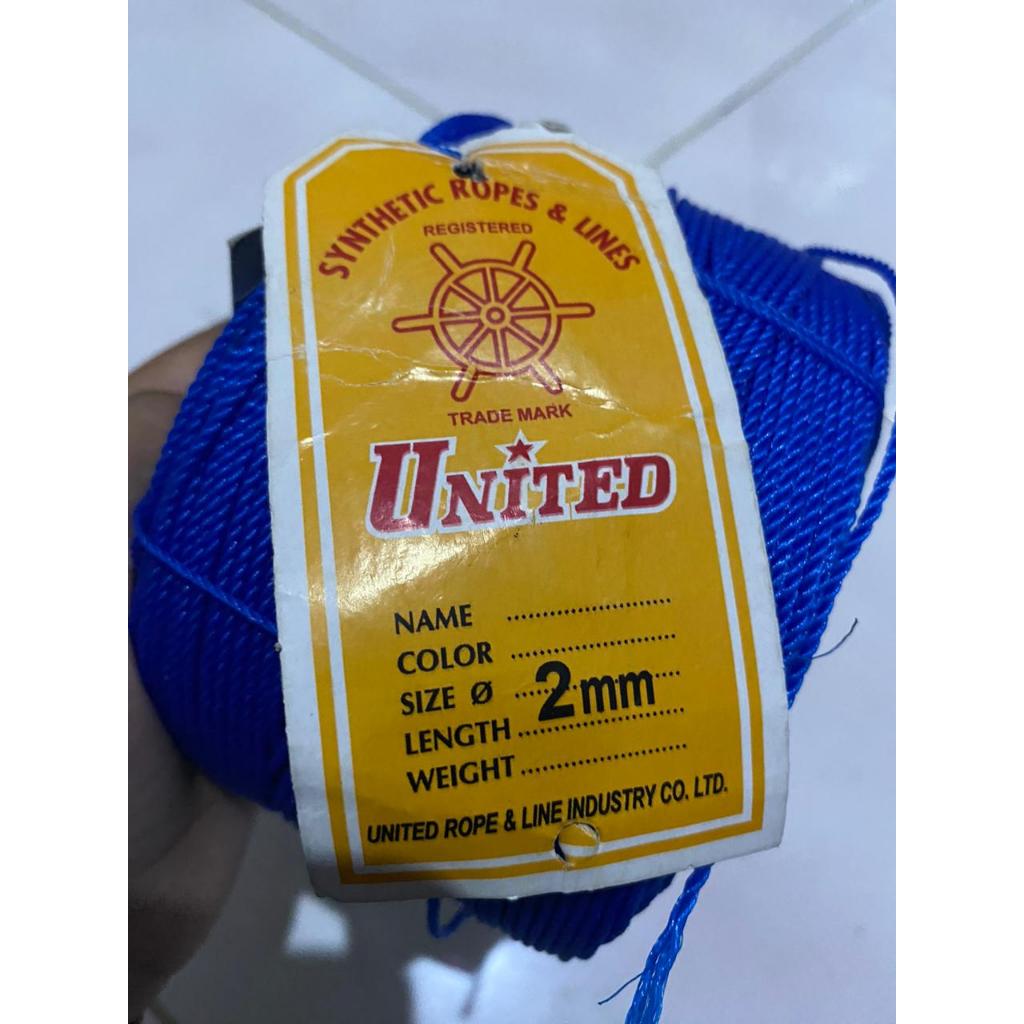 SYNTHETIC ROPES & LINES
REGISTERED
TRADE MARK
UNITED
NAME ........................
COLOR ........................
SIZE Ø ........................ 2mm
LENGTH ........................
WEIGHT ........................
UNITED ROPE & LINE INDUSTRY CO. LTD.